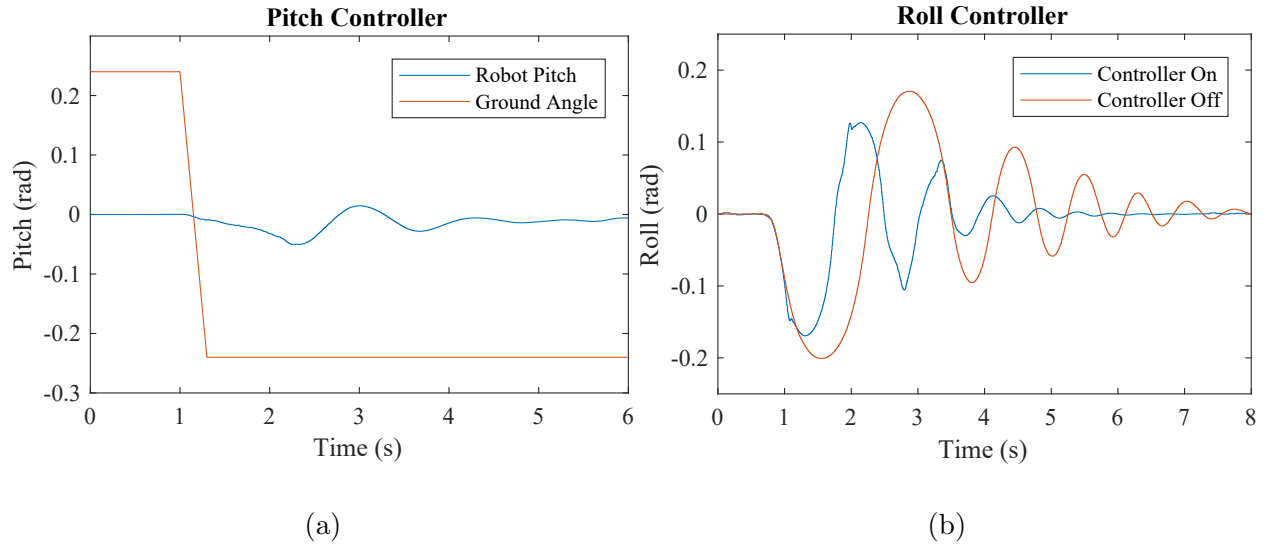 Pitch Controller
Pitch (rad)
0.2
0.1
0
-0.1
-0.2
-0.3
Robot Pitch
Ground Angle
0 1 2 3 4 5 6
Time (s)
(a)
Roll Controller
Roll (rad)
0.2
0.1
0
-0.1
-0.2
Controller On
Controller Off
0 1 2 3 4 5 6 7 8
Time (s)
(b)